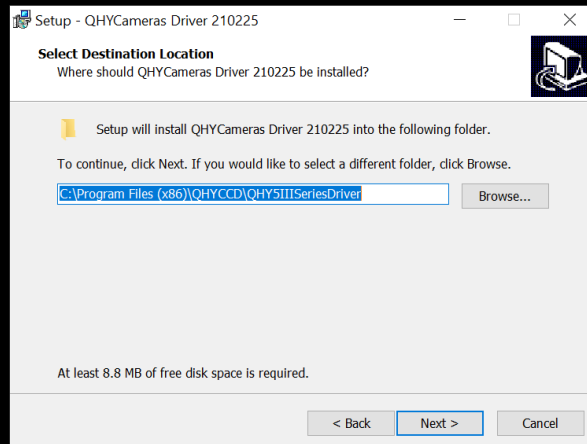 Setup - QHYCameras Driver 210225
Select Destination Location
Where should QHYCameras Driver 210225 be installed?
Setup will install QHYCameras Driver 210225 into the following folder.
To continue, click Next. If you would like to select a different folder, click Browse.
C:\Program Files (x86)\QHYCCD\QHY5IIISeriesDriver
Browse...
At least 8.8 MB of free disk space is required.
< Back
Next >
Cancel